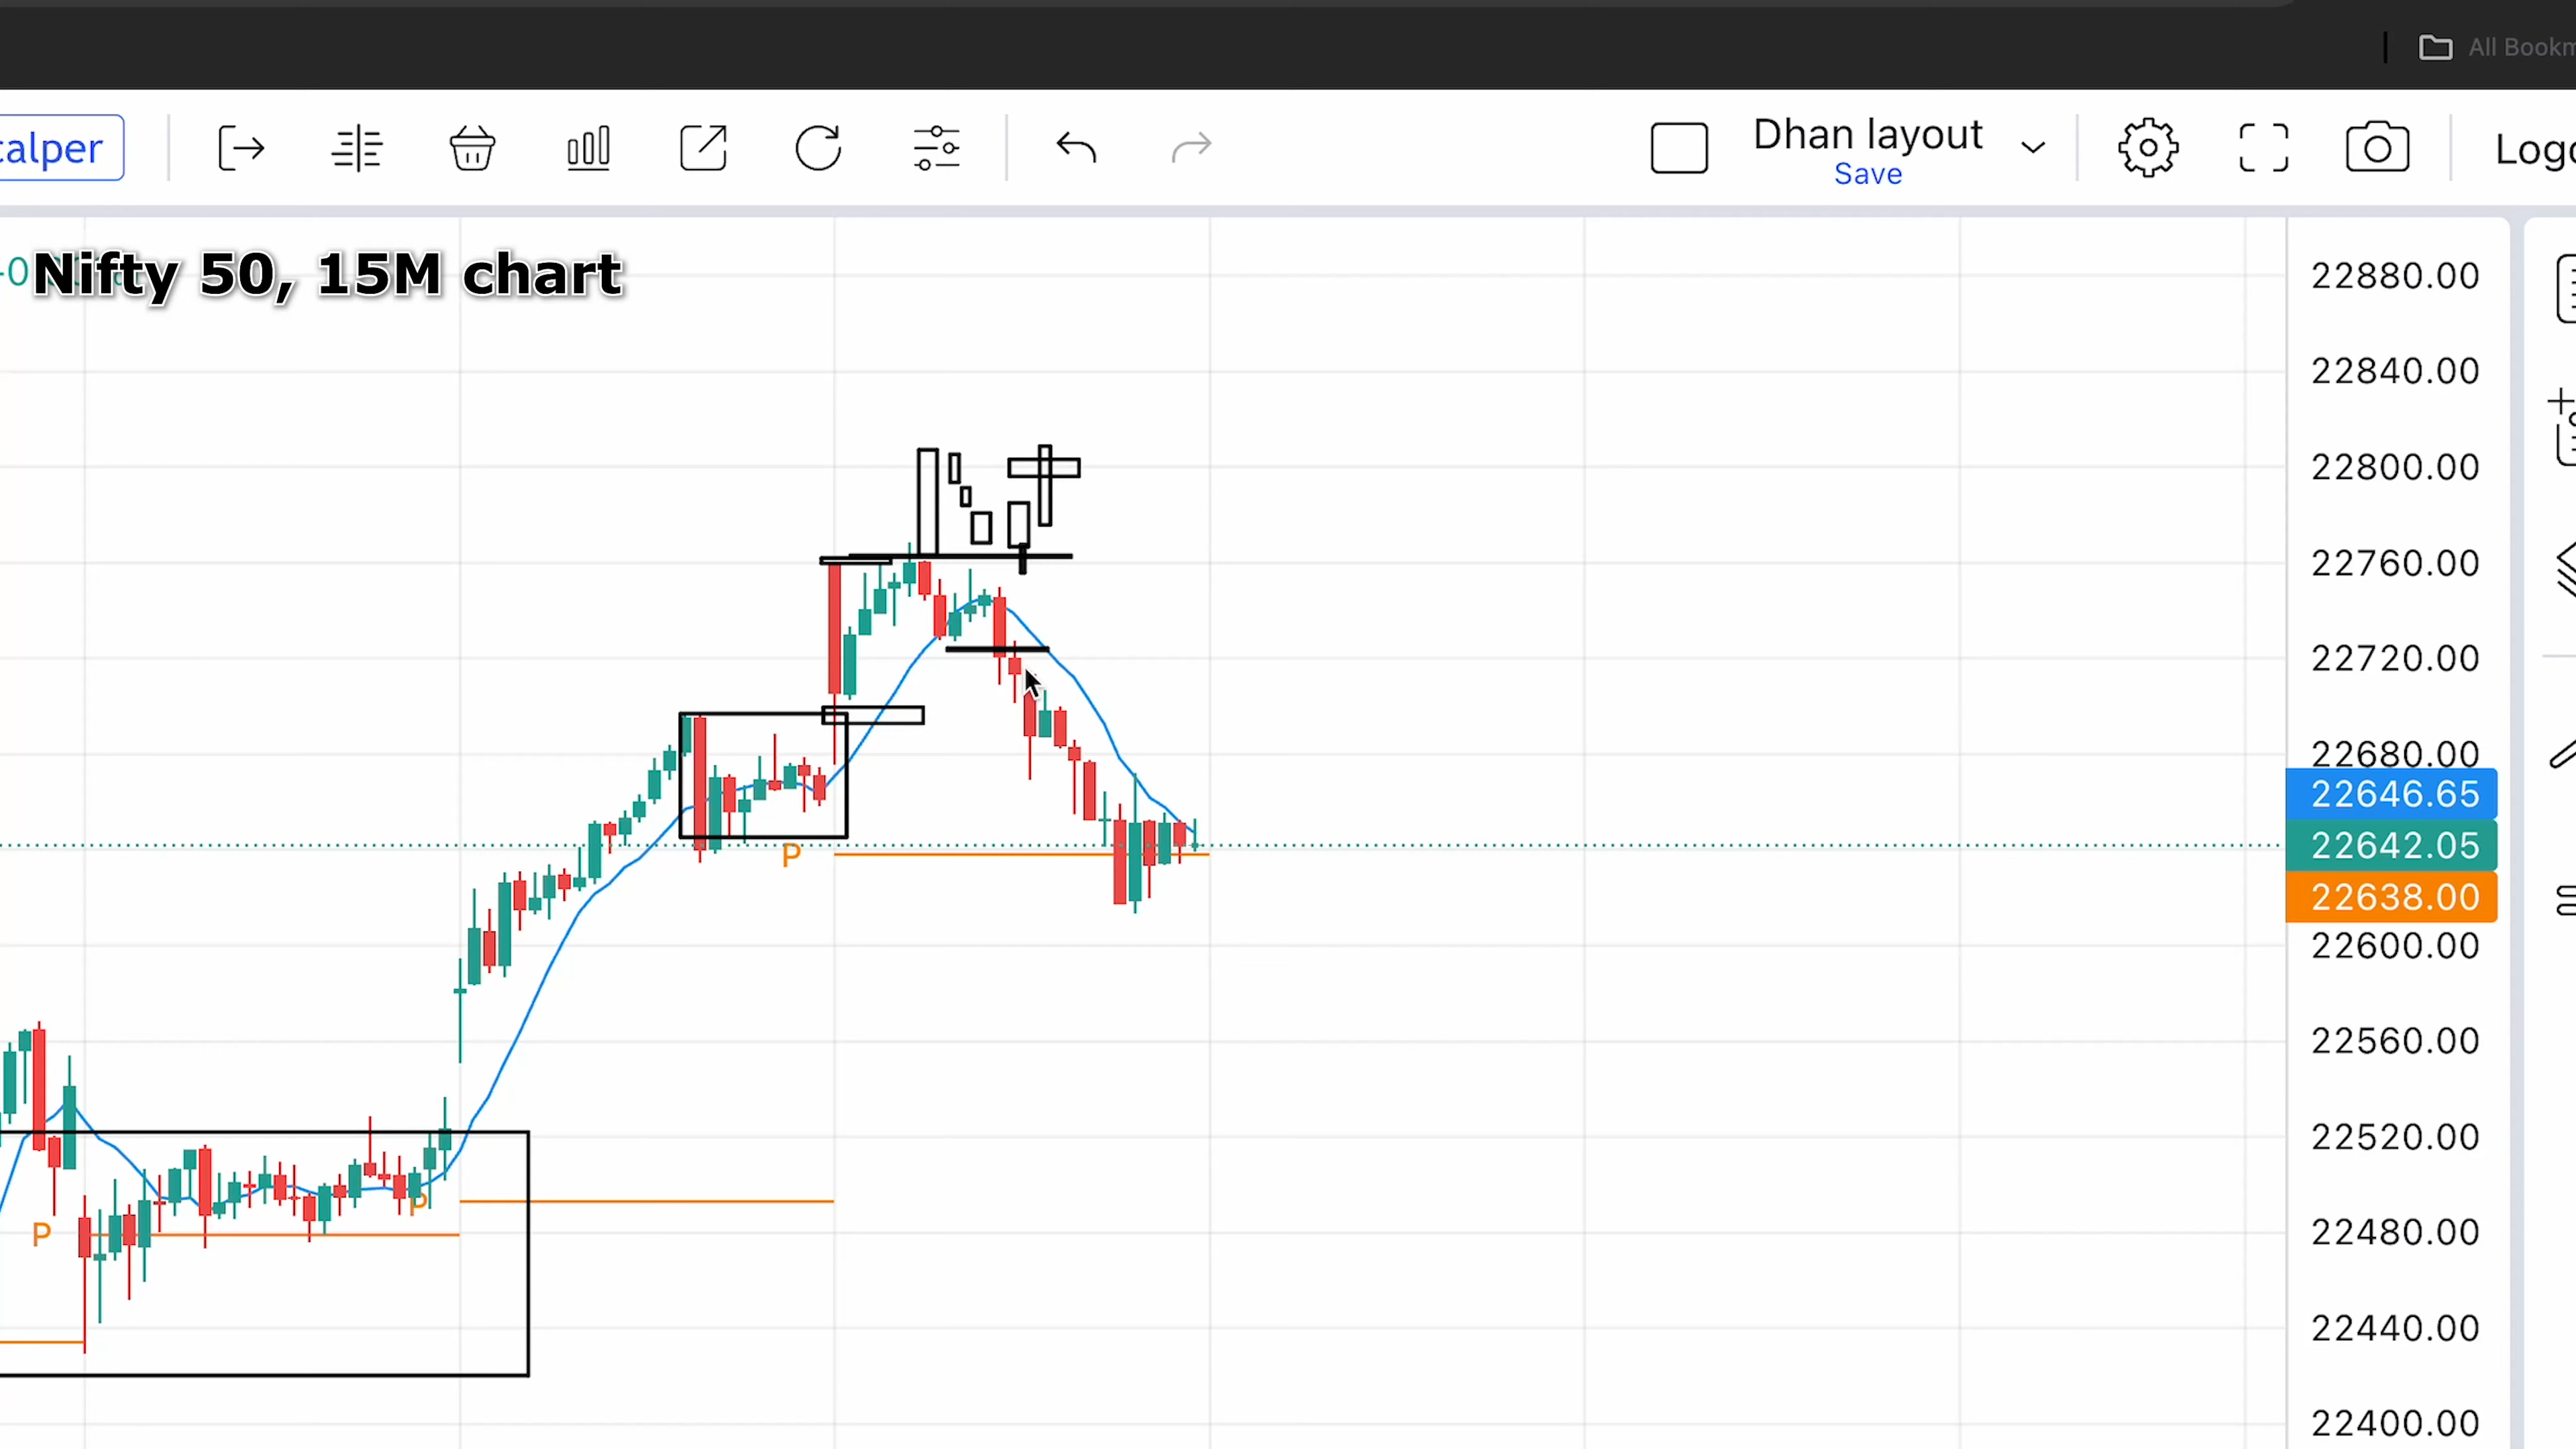 All Bookm
calper
Dhan layout
Save
Logo
Nifty 50, 15M chart
22880.00
22840.00
22800.00
22760.00
22720.00
22680.00
22646.65
22642.05
22638.00
22600.00
22560.00
22520.00
22480.00
22440.00
22400.00
P
P
P